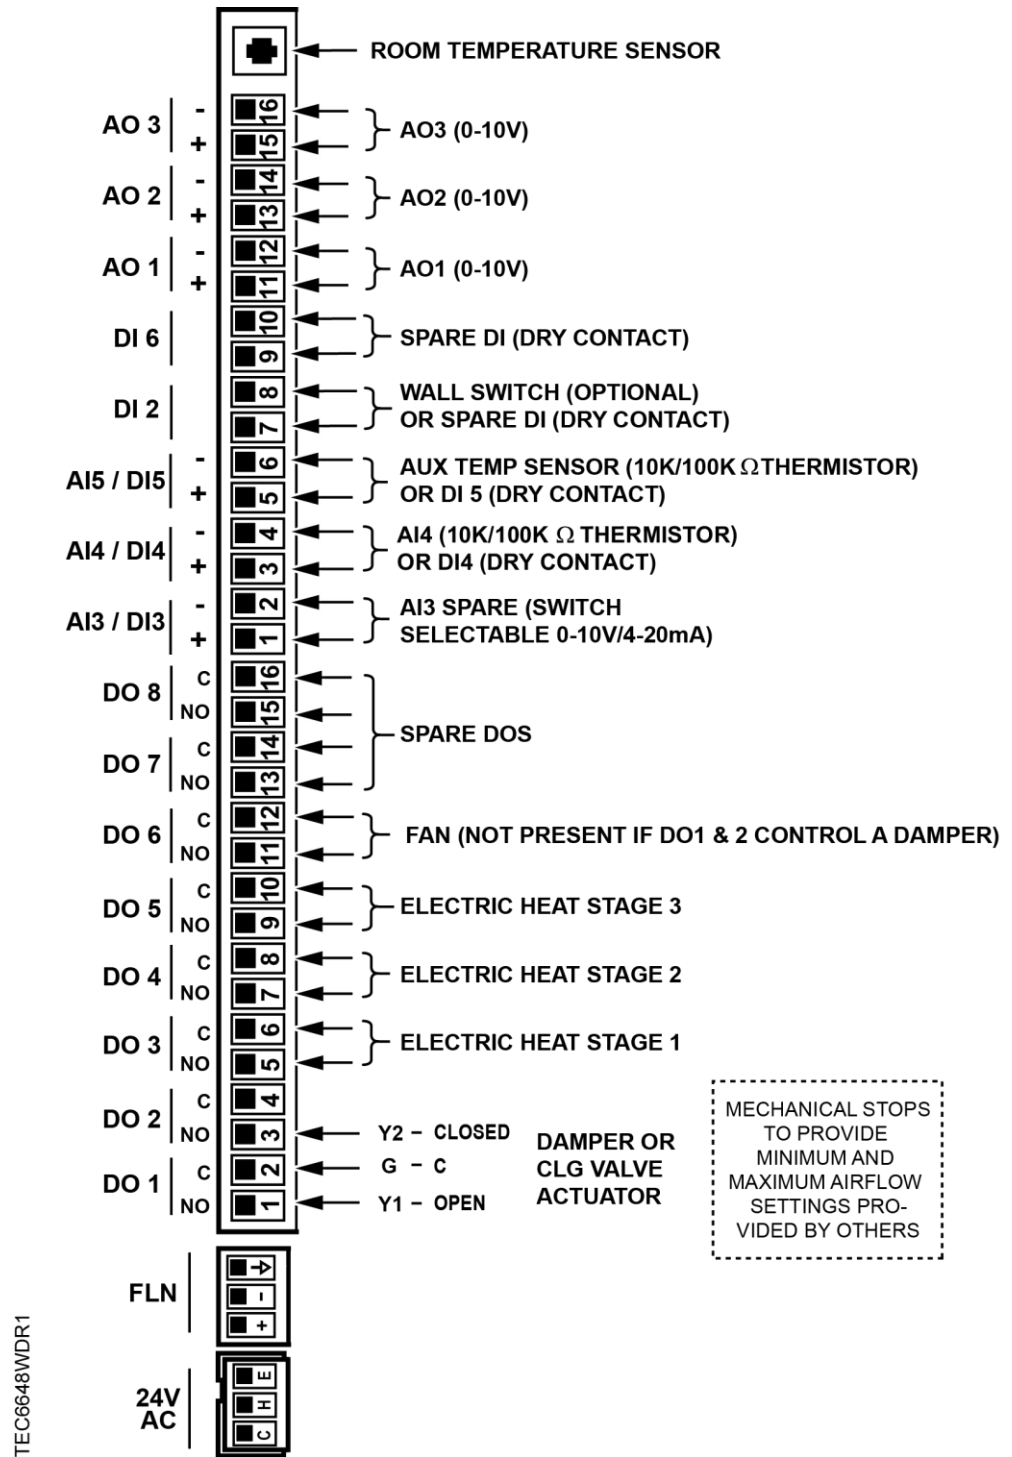 ROOM TEMPERATURE SENSOR
AO 3
-
+
16
15
AO3 (0-10V)
AO 2
-
+
14
13
AO2 (0-10V)
AO 1
-
+
12
11
AO1 (0-10V)
DI 6
10
9
SPARE DI (DRY CONTACT)
DI 2
8
7
WALL SWITCH (OPTIONAL)
OR SPARE DI (DRY CONTACT)
AI5 / DI5
-
+
6
5
AUX TEMP SENSOR (10K/100K Ω THERMISTOR)
OR DI 5 (DRY CONTACT)
AI4 / DI4
-
+
4
3
AI4 (10K/100K Ω THERMISTOR)
OR DI4 (DRY CONTACT)
AI3 / DI3
-
+
2
1
AI3 SPARE (SWITCH
SELECTABLE 0-10V/4-20mA)
DO 8
C
NO
16
15
DO 7
C
NO
14
13
SPARE DOS
DO 6
C
NO
12
11
FAN (NOT PRESENT IF DO1 & 2 CONTROL A DAMPER)
DO 5
C
NO
10
9
ELECTRIC HEAT STAGE 3
DO 4
C
NO
8
7
ELECTRIC HEAT STAGE 2
DO 3
C
NO
6
5
ELECTRIC HEAT STAGE 1
DO 2
C
NO
4
3
Y2 – CLOSED
DO 1
C
NO
2
1
G – C
Y1 – OPEN
DAMPER OR
CLG VALVE
ACTUATOR
MECHANICAL STOPS
TO PROVIDE
MINIMUM AND
MAXIMUM AIRFLOW
SETTINGS PRO-
VIDED BY OTHERS
FLN
-
+
24V
AC
E
H
C
TEC6648WDR1